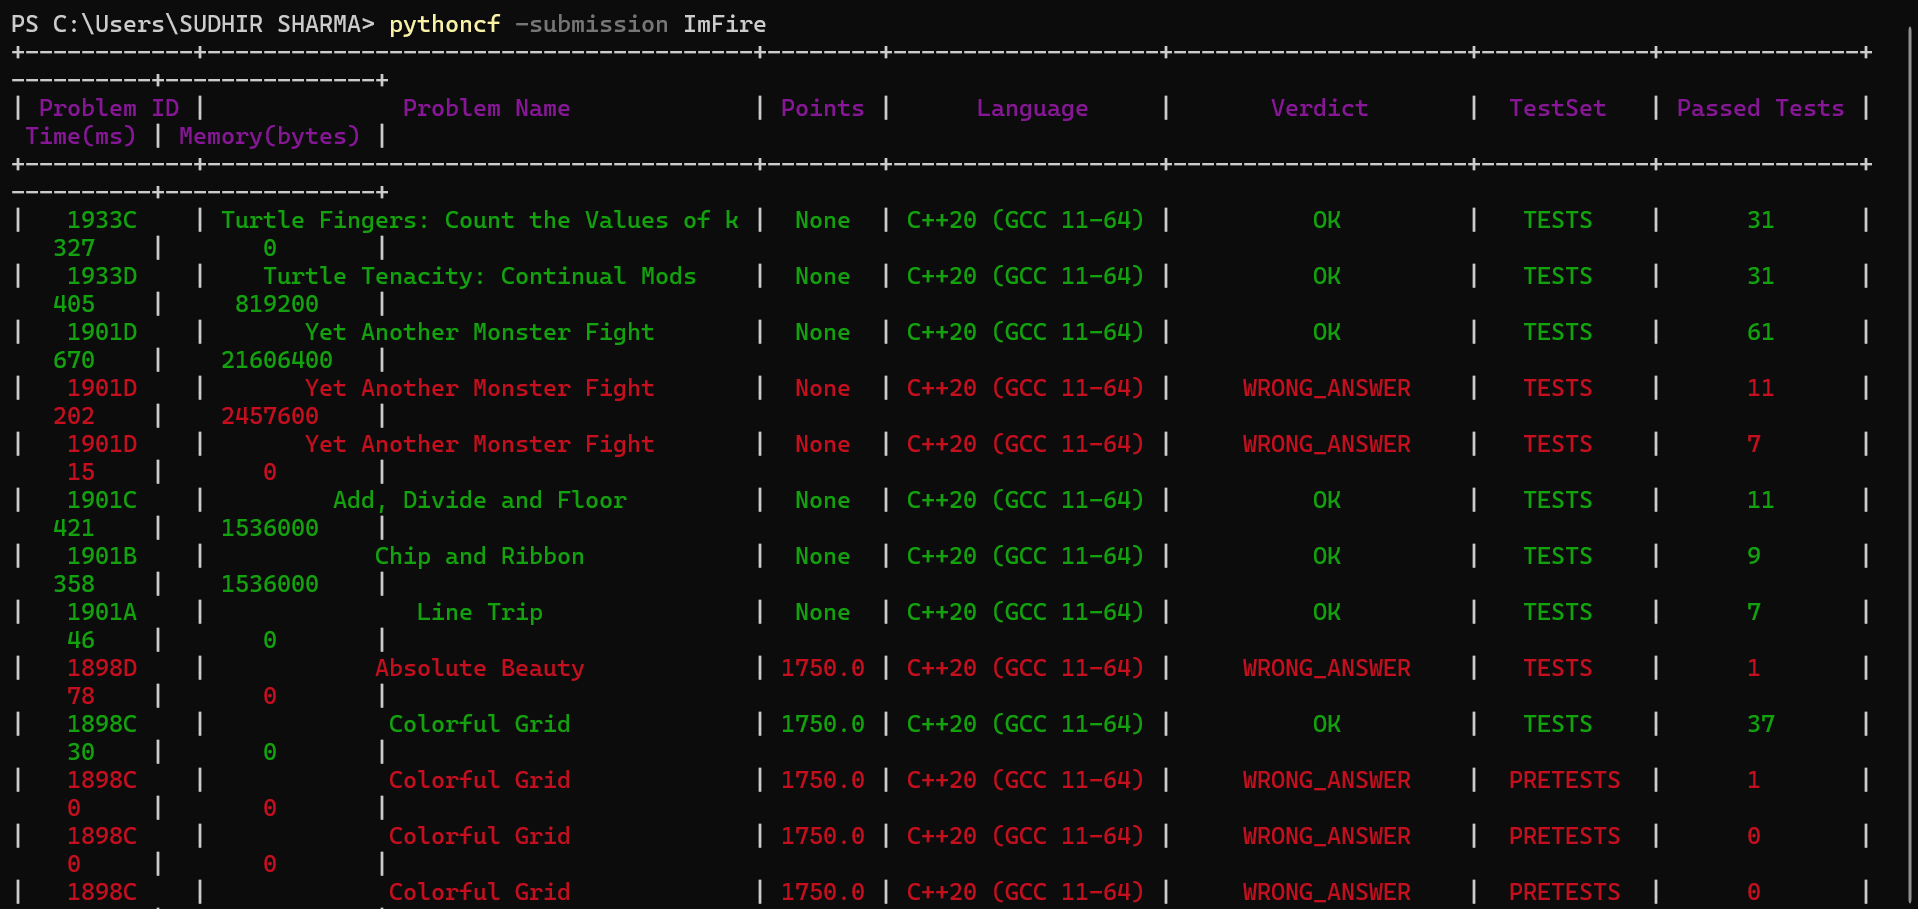 PS C:\Users\SUDHIR SHARMA> pythoncf -submission ImFire
+------------+----------------------------------------+--------+--------------------+----------------------+------------+--------------+
----------+---------------+
| Problem ID | Problem Name | Points | Language | Verdict | TestSet | Passed Tests |
Time(ms) | Memory(bytes) |
+------------+----------------------------------------+--------+--------------------+----------------------+------------+--------------+
----------+---------------+
| 1933C | Turtle Fingers: Count the Values of k | None | C++20 (GCC 11-64) | OK | TESTS | 31 |
327 | 0 |
| 1933D | Turtle Tenacity: Continual Mods | None | C++20 (GCC 11-64) | OK | TESTS | 31 |
405 | 819200 |
| 1901D | Yet Another Monster Fight | None | C++20 (GCC 11-64) | OK | TESTS | 61 |
670 | 21606400 |
| 1901D | Yet Another Monster Fight | None | C++20 (GCC 11-64) | WRONG_ANSWER | TESTS | 11 |
202 | 2457600 |
| 1901D | Yet Another Monster Fight | None | C++20 (GCC 11-64) | WRONG_ANSWER | TESTS | 7 |
15 | 0 |
| 1901C | Add, Divide and Floor | None | C++20 (GCC 11-64) | OK | TESTS | 11 |
421 | 1536000 |
| 1901B | Chip and Ribbon | None | C++20 (GCC 11-64) | OK | TESTS | 9 |
358 | 1536000 |
| 1901A | Line Trip | None | C++20 (GCC 11-64) | OK | TESTS | 7 |
46 | 0 |
| 1898D | Absolute Beauty | 1750.0 | C++20 (GCC 11-64) | WRONG_ANSWER | TESTS | 1 |
78 | 0 |
| 1898C | Colorful Grid | 1750.0 | C++20 (GCC 11-64) | OK | TESTS | 37 |
30 | 0 |
| 1898C | Colorful Grid | 1750.0 | C++20 (GCC 11-64) | WRONG_ANSWER | PRETESTS | 1 |
0 | 0 |
| 1898C | Colorful Grid | 1750.0 | C++20 (GCC 11-64) | WRONG_ANSWER | PRETESTS | 0 |
0 | 0 |
| 1898C | Colorful Grid | 1750.0 | C++20 (GCC 11-64) | WRONG_ANSWER | PRETESTS | 0 |